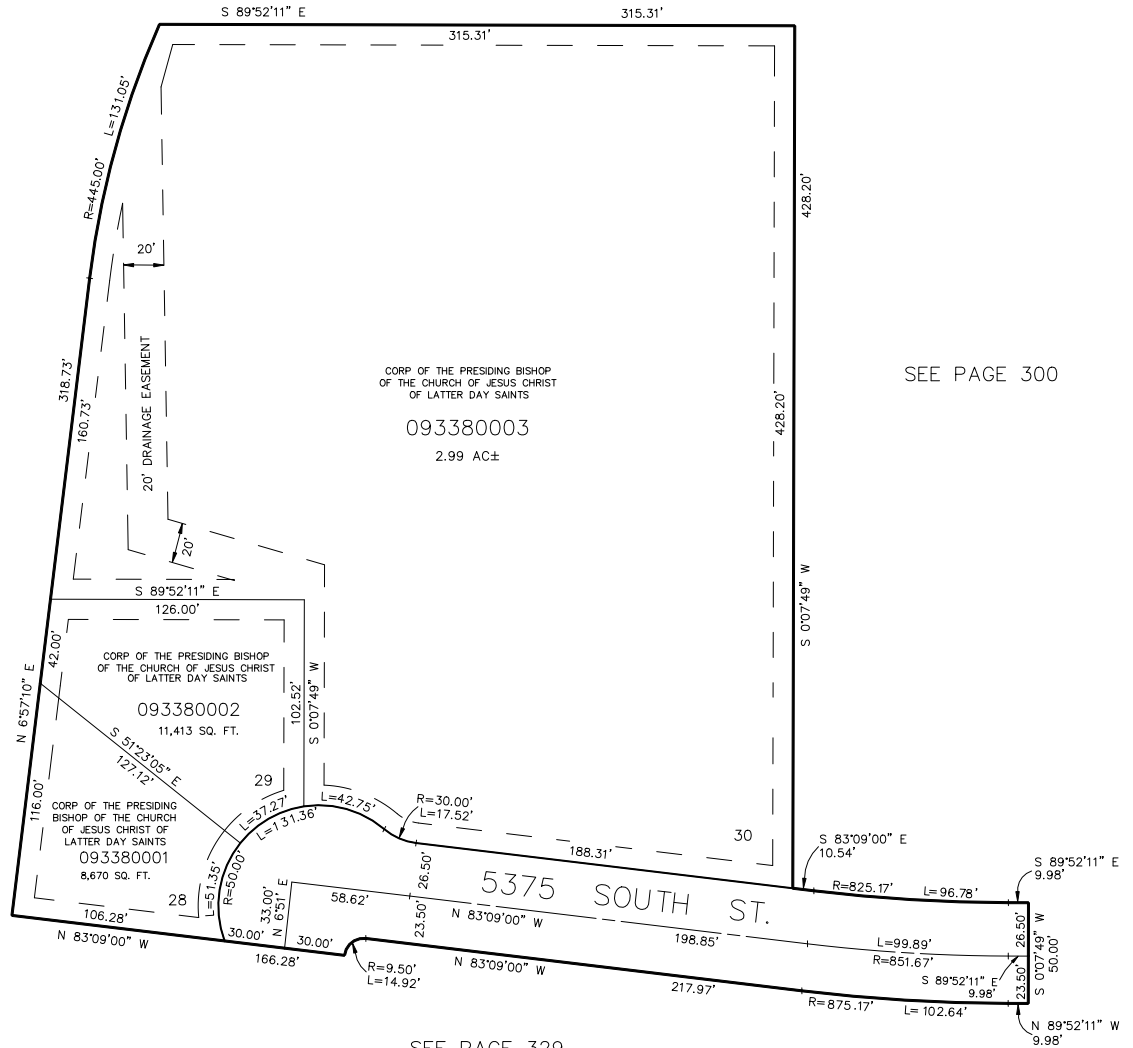 S 89°52'11" E
315.31'
315.31'
L=131.05'
R=445.00'
20'
428.20'
318.73'
160.73'
20' DRAINAGE EASEMENT
CORP OF THE PRESIDING BISHOP
OF THE CHURCH OF JESUS CHRIST
OF LATTER DAY SAINTS
093380003
2.99 AC±
428.20'
SEE PAGE 300
20'
S 0°07'49" W
S 89°52'11" E
126.00'
42.00'
N 6°57'10" E
CORP OF THE PRESIDING BISHOP
OF THE CHURCH OF JESUS CHRIST
OF LATTER DAY SAINTS
093380002
11,413 SQ. FT.
102.52'
S 0°07'49" W
S 51°23'05" E
127.12'
29
116.00'
CORP OF THE PRESIDING
BISHOP OF THE CHURCH
OF JESUS CHRIST OF
LATTER DAY SAINTS
093380001
8,670 SQ. FT.
28
L=37.27'
L=131.36'
L=42.75'
R=30.00'
L=17.52'
L=51.35'
R=50.00'
188.31'
30
S 83°09'00" E
10.54'
S 89°52'11" E
9.98'
R=825.17'
L=96.78'
26.50'
5375 SOUTH ST.
33.00'
N 6°51' E
58.62'
23.50'
N 83°09'00" W
198.85'
L=99.89'
R=851.67'
26.50'
S 0°07'49" W
50.00'
S 89°52'11" E
9.98'
23.50'
106.28'
N 83°09'00" W
30.00'
30.00'
166.28'
R=9.50'
L=14.92'
N 83°09'00" W
217.97'
R=875.17'
L= 102.64'
N 89°52'11" W
9.98'
SEE PAGE 329